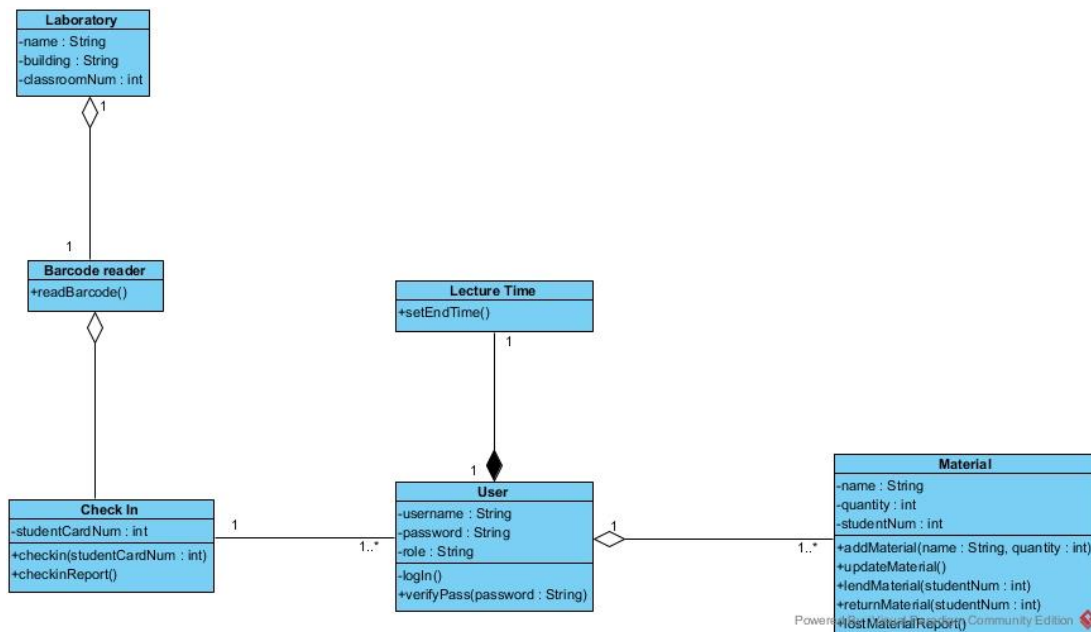 Laboratory
-name : String
-building : String
-classroomNum : int
1
1
Barcode reader
+readBarcode()
Lecture Time
+setEndTime()
1
1
Check In
-studentCardNum : int
+checkin(studentCardNum : int)
+checkinReport()
1
1..*
User
-username : String
-password : String
-role : String
-logIn()
+verifyPass(password : String)
1
1..*
Material
-name : String
-quantity : int
-studentNum : int
+addMaterial(name : String, quantity : int)
+updateMaterial()
+lendMaterial(studentNum : int)
+returnMaterial(studentNum : int)
+lostMaterialReport()
Community Edition